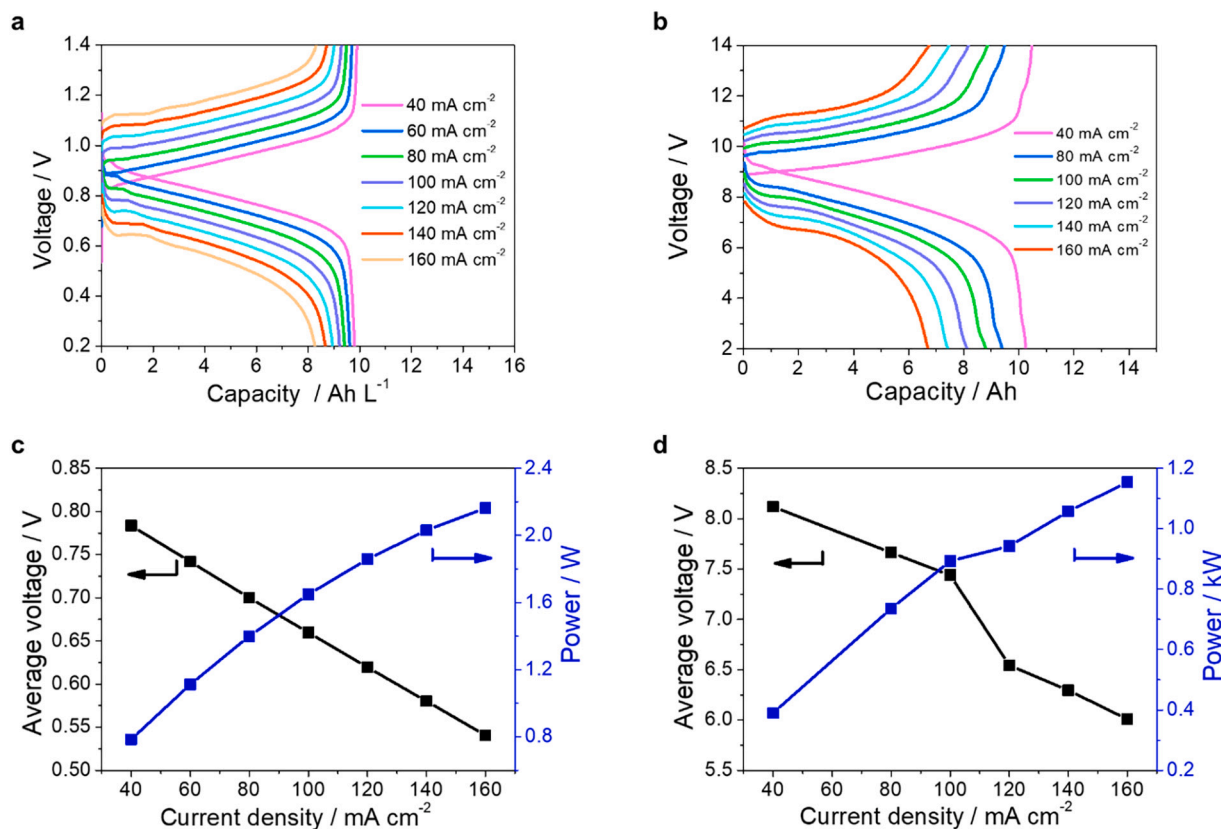 a
1.4
1.2
1.0
0.8
0.6
0.4
0.2
Voltage / V
40 mA cm⁻²
60 mA cm⁻²
80 mA cm⁻²
100 mA cm⁻²
120 mA cm⁻²
140 mA cm⁻²
160 mA cm⁻²
0 2 4 6 8 10 12 14 16
Capacity / Ah L⁻¹
b
14
12
10
8
6
4
2
Voltage / V
40 mA cm⁻²
80 mA cm⁻²
100 mA cm⁻²
120 mA cm⁻²
140 mA cm⁻²
160 mA cm⁻²
0 2 4 6 8 10 12 14
Capacity / Ah
c
0.85
0.80
0.75
0.70
0.65
0.60
0.55
0.50
Average voltage / V
2.4
2.0
1.6
1.2
0.8
Power / W
40 60 80 100 120 140 160
Current density / mA cm⁻²
d
8.5
8.0
7.5
7.0
6.5
6.0
5.5
Average voltage / V
1.2
1.0
0.8
0.6
0.4
0.2
Power / kW
40 60 80 100 120 140 160
Current density / mA cm⁻²